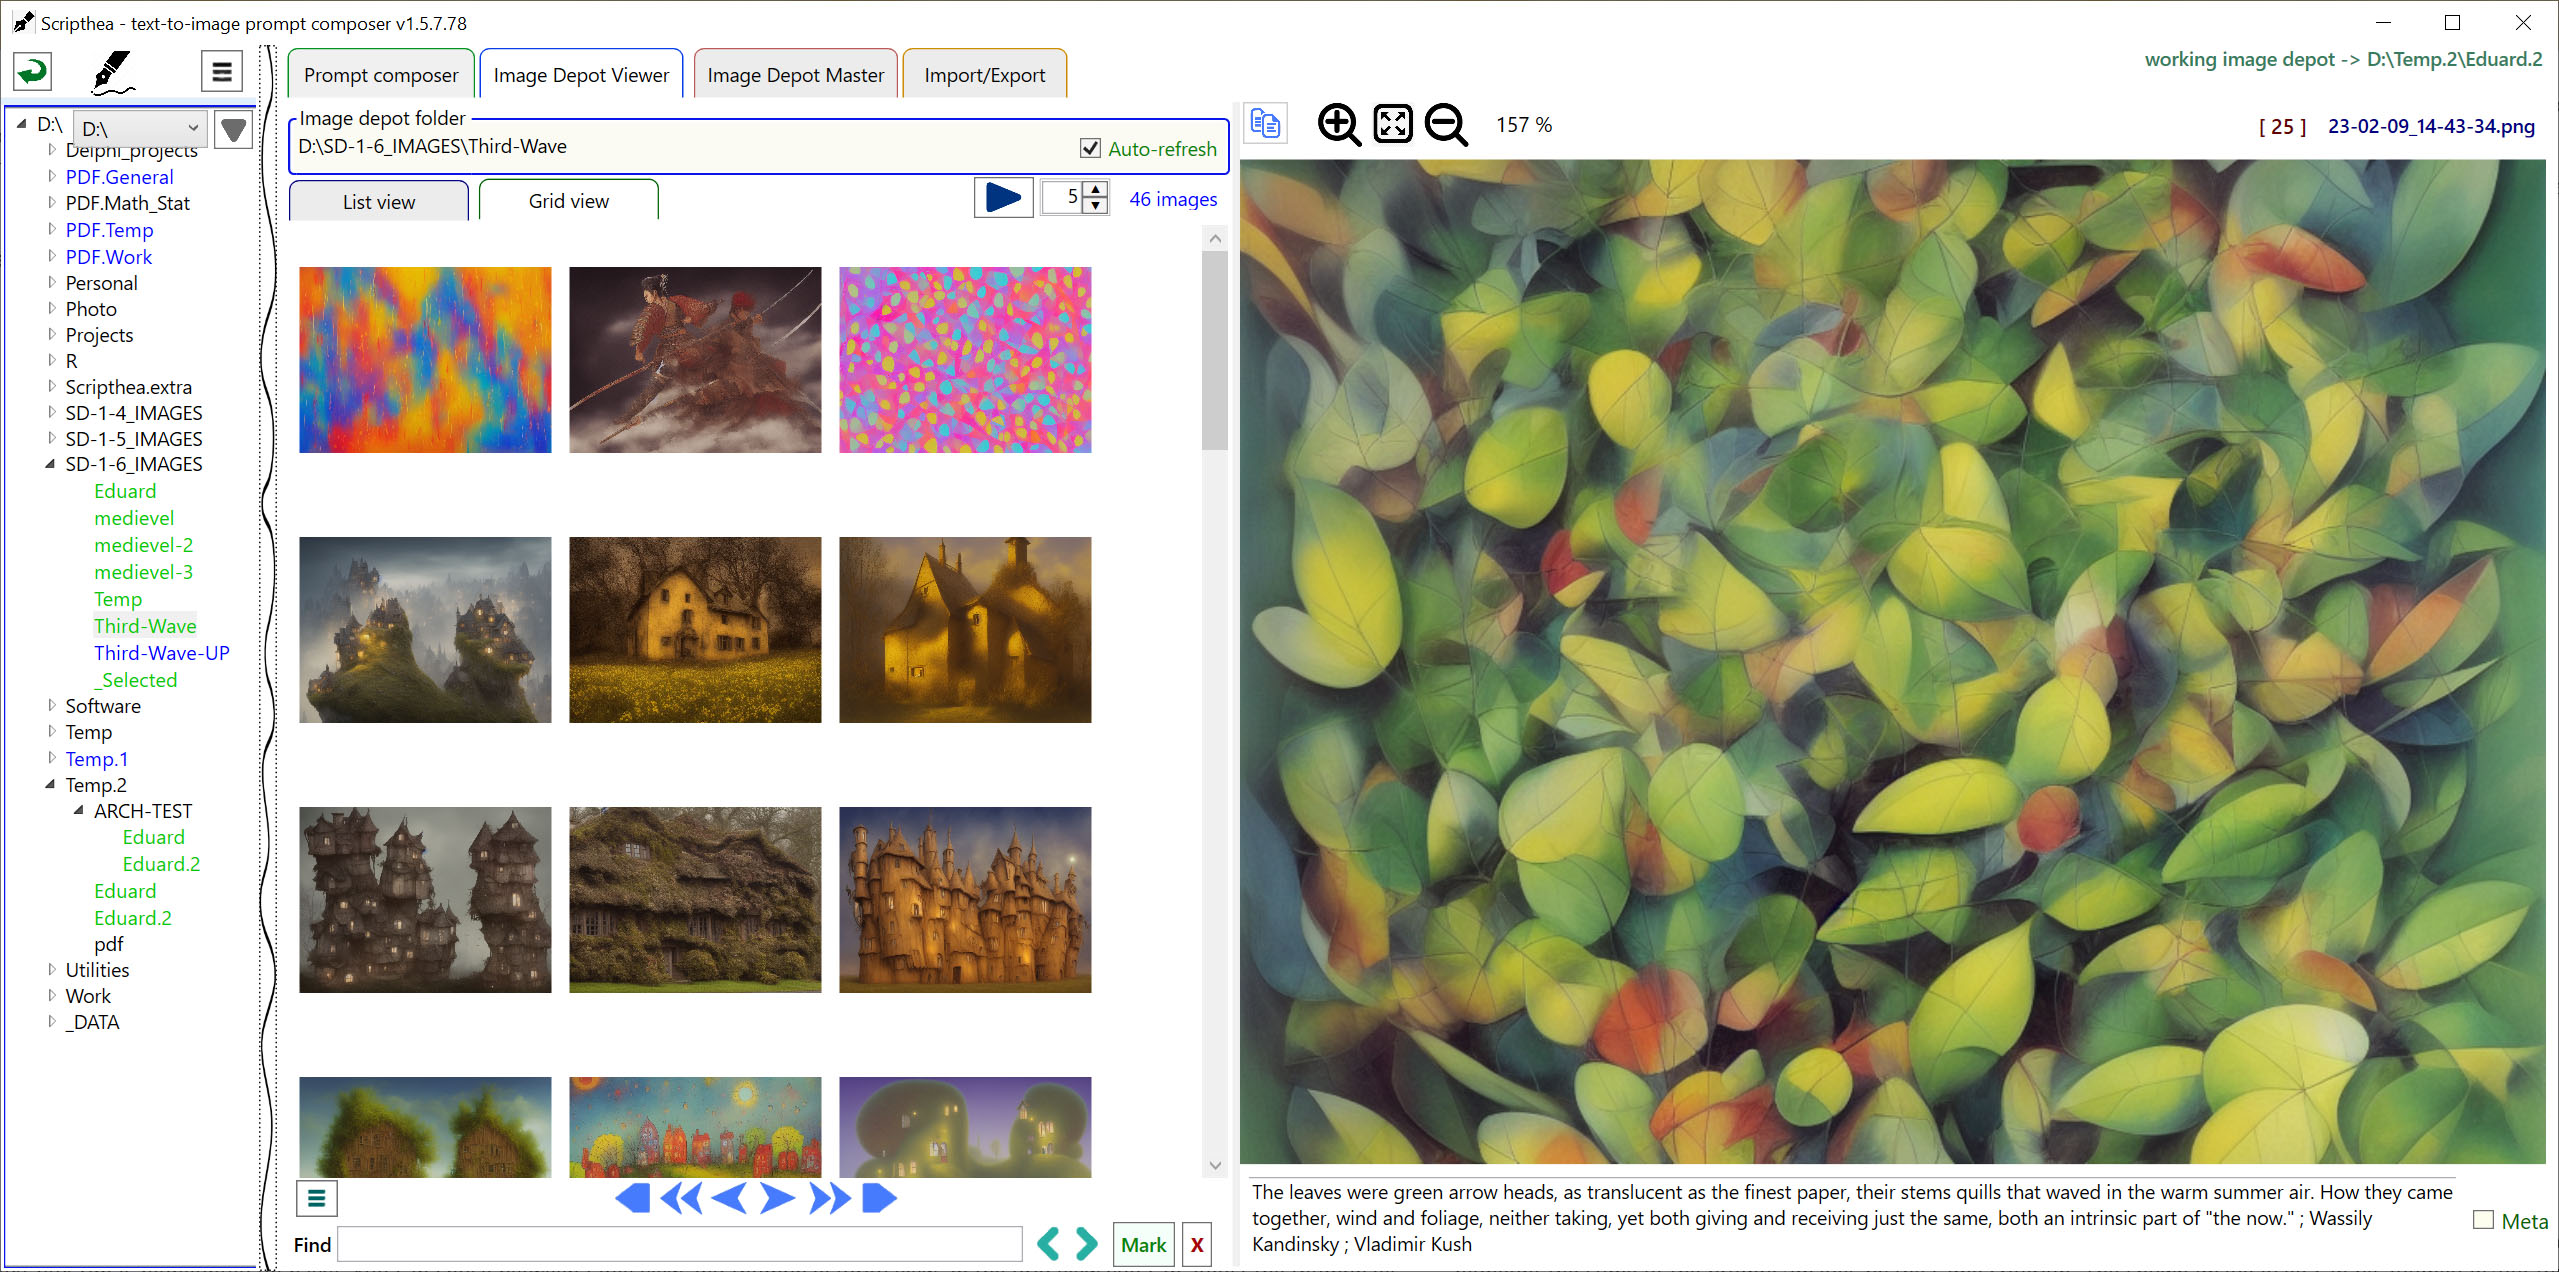 Scripthea - text-to-image prompt composer v1.5.7.78
Prompt composer
Image Depot Viewer
Image Depot Master
Import/Export
working image depot -> D:\Temp.2\Eduard.2
D:\
D:\
Delphi_projects
PDF.General
PDF.Math_Stat
PDF.Temp
PDF.Work
Personal
Photo
Projects
R
Scripthea.extra
SD-1-4_IMAGES
SD-1-5_IMAGES
SD-1-6_IMAGES
Eduard
medievel
medievel-2
medievel-3
Temp
Third-Wave
Third-Wave-UP
_Selected
Software
Temp
Temp.1
Temp.2
ARCH-TEST
Eduard
Eduard.2
Eduard
Eduard.2
pdf
Utilities
Work
_DATA
Image depot folder
D:\SD-1-6_IMAGES\Third-Wave
Auto-refresh
List view
Grid view
5
46 images
Find
Mark
X
157 %
[ 25 ]
23-02-09_14-43-34.png
The leaves were green arrow heads, as translucent as the finest paper, their stems quills that waved in the warm summer air. How they came
together, wind and foliage, neither taking, yet both giving and receiving just the same, both an intrinsic part of "the now." ; Wassily
Kandinsky ; Vladimir Kush
Meta